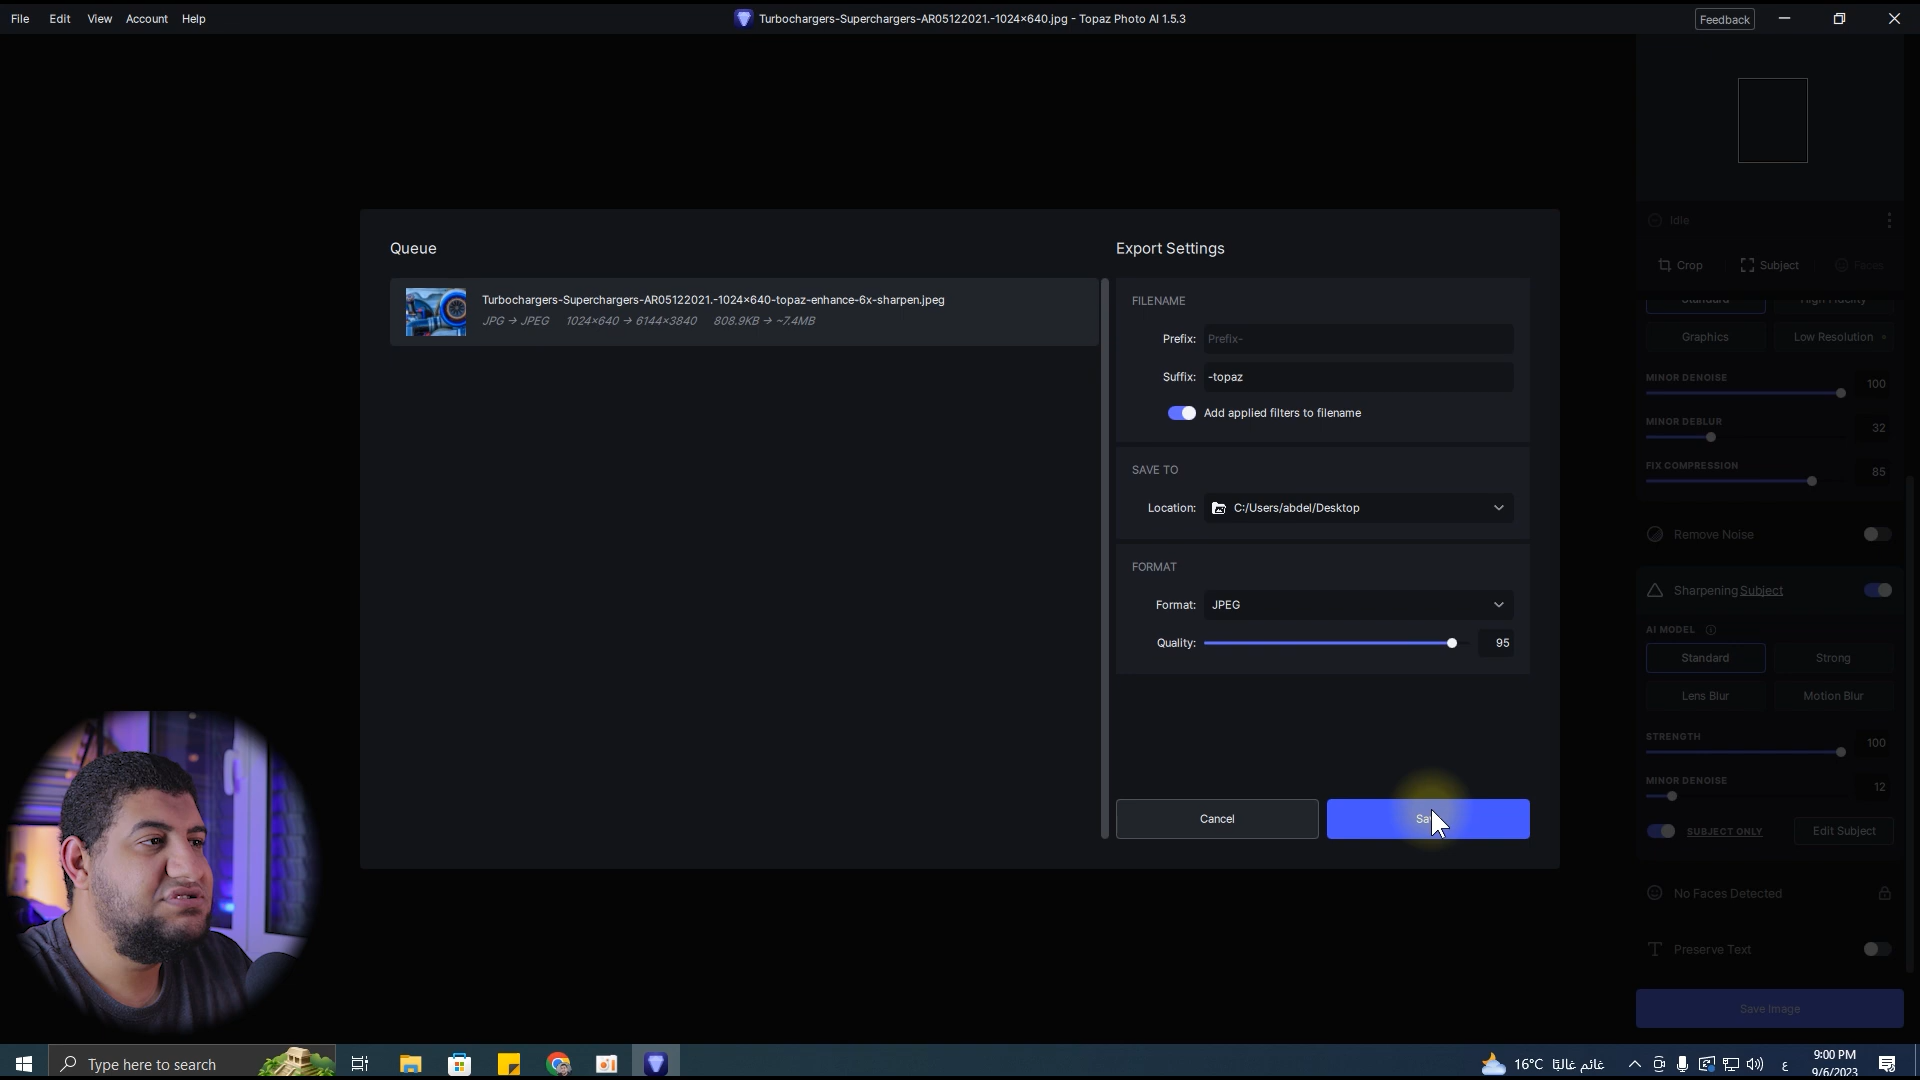 File Edit View Account Help
Turbochargers-Superchargers-AR05122021.-1024×640.jpg - Topaz Photo AI 1.5.3
Feedback
Queue
Turbochargers-Superchargers-AR05122021.-1024×640-topaz-enhance-6x-sharpen.jpeg
JPG → JPEG 1024×640 → 6144×3840 808.9KB → ~7.4MB
Export Settings
FILENAME
Prefix: Prefix-
Suffix: -topaz
Add applied filters to filename
SAVE TO
Location: C:/Users/abdel/Desktop
FORMAT
Format: JPEG
Quality: 95
Cancel
Idle
Crop Subject Faces
Standard High Fidelity
Graphics Low Resolution
MINOR DENOISE 100
MINOR DEBLUR 32
FIX COMPRESSION 85
Remove Noise
Sharpening Subject
AI MODEL
Standard Strong
Lens Blur Motion Blur
STRENGTH 100
MINOR DENOISE 12
SUBJECT ONLY Edit Subject
No Faces Detected
Preserve Text
Save Image
Type here to search
16°C غائم غالبًا
ع
9:00 PM
9/6/2023